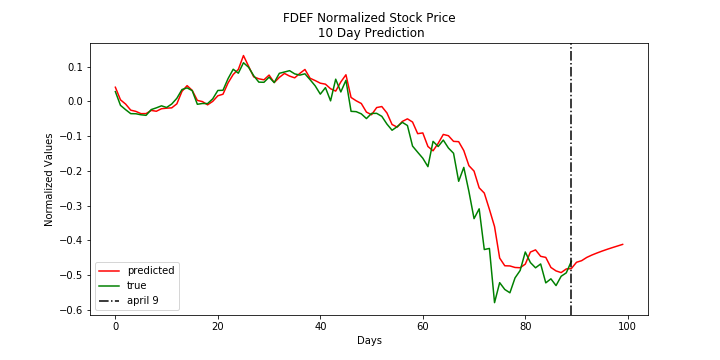 FDEF Normalized Stock Price
10 Day Prediction
Normalized Values
0.1
0.0
−0.1
−0.2
−0.3
−0.4
−0.5
−0.6
predicted
true
april 9
0 20 40 60 80 100
Days